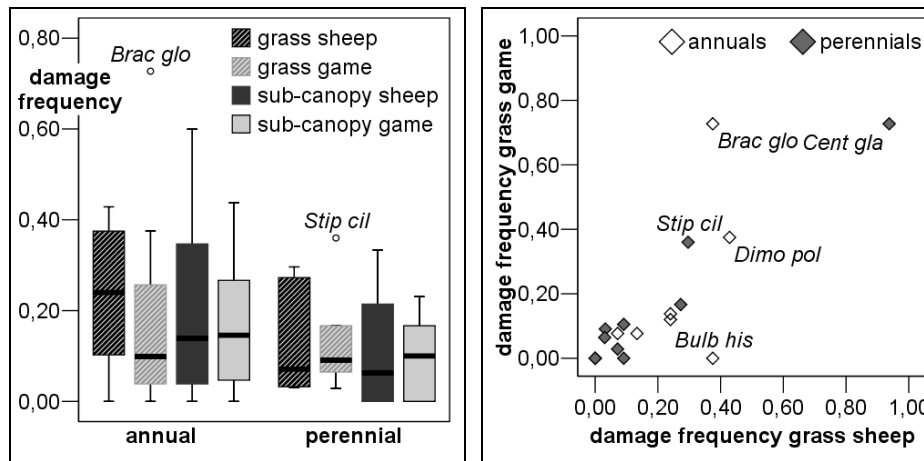 0,80
Brac glo
damage
frequency
0,60
0,40
0,20
0,00
grass sheep
grass game
sub-canopy sheep
sub-canopy game
Stip cil
annual
perennial
damage frequency grass game
1,00
0,80
0,60
0,40
0,20
0,00
annuals
perennials
Brac glo
Cent gla
Stip cil
Dimo pol
Bulb his
0,00 0,20 0,40 0,60 0,80 1,00
damage frequency grass sheep